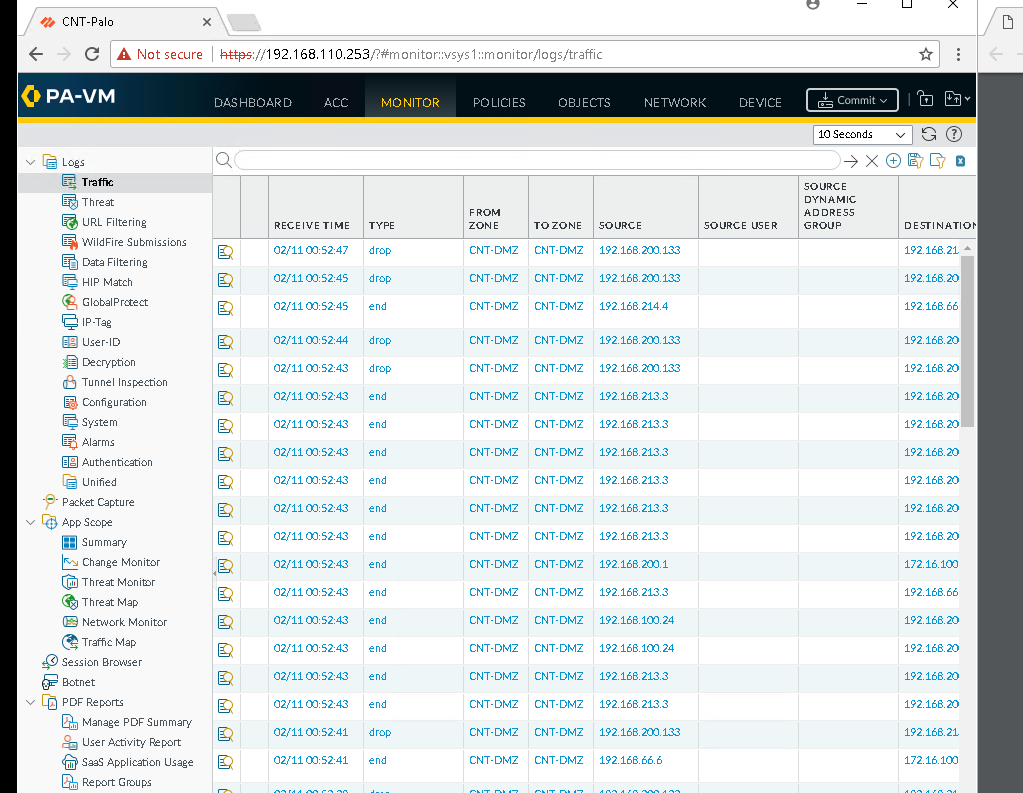 CNT-Palo
Not secure https://192.168.110.253/?#monitor::vsys1::monitor/logs/traffic
PA-VM DASHBOARD ACC MONITOR POLICIES OBJECTS NETWORK DEVICE Commit
10 Seconds
Logs
Traffic
Threat
URL Filtering
WildFire Submissions
Data Filtering
HIP Match
GlobalProtect
IP-Tag
User-ID
Decryption
Tunnel Inspection
Configuration
System
Alarms
Authentication
Unified
Packet Capture
App Scope
Summary
Change Monitor
Threat Monitor
Threat Map
Network Monitor
Traffic Map
Session Browser
Botnet
PDF Reports
Manage PDF Summary
User Activity Report
SaaS Application Usage
Report Groups
RECEIVE TIME TYPE FROM ZONE TO ZONE SOURCE SOURCE USER SOURCE DYNAMIC ADDRESS GROUP DESTINATION
02/11 00:52:47 drop CNT-DMZ CNT-DMZ 192.168.200.133 192.168.21
02/11 00:52:45 drop CNT-DMZ CNT-DMZ 192.168.200.133 192.168.20
02/11 00:52:45 end CNT-DMZ CNT-DMZ 192.168.214.4 192.168.66
02/11 00:52:44 drop CNT-DMZ CNT-DMZ 192.168.200.133 192.168.20
02/11 00:52:43 drop CNT-DMZ CNT-DMZ 192.168.200.133 192.168.20
02/11 00:52:43 end CNT-DMZ CNT-DMZ 192.168.213.3 192.168.20
02/11 00:52:43 end CNT-DMZ CNT-DMZ 192.168.213.3 192.168.20
02/11 00:52:43 end CNT-DMZ CNT-DMZ 192.168.213.3 192.168.20
02/11 00:52:43 end CNT-DMZ CNT-DMZ 192.168.213.3 192.168.20
02/11 00:52:43 end CNT-DMZ CNT-DMZ 192.168.213.3 192.168.20
02/11 00:52:43 end CNT-DMZ CNT-DMZ 192.168.213.3 192.168.20
02/11 00:52:43 end CNT-DMZ CNT-DMZ 192.168.200.1 172.16.100
02/11 00:52:43 end CNT-DMZ CNT-DMZ 192.168.213.3 192.168.66
02/11 00:52:43 end CNT-DMZ CNT-DMZ 192.168.100.24 192.168.20
02/11 00:52:43 end CNT-DMZ CNT-DMZ 192.168.100.24 192.168.20
02/11 00:52:43 end CNT-DMZ CNT-DMZ 192.168.213.3 192.168.20
02/11 00:52:43 end CNT-DMZ CNT-DMZ 192.168.213.3 192.168.20
02/11 00:52:41 drop CNT-DMZ CNT-DMZ 192.168.200.133 192.168.21
02/11 00:52:41 end CNT-DMZ CNT-DMZ 192.168.66.6 172.16.100